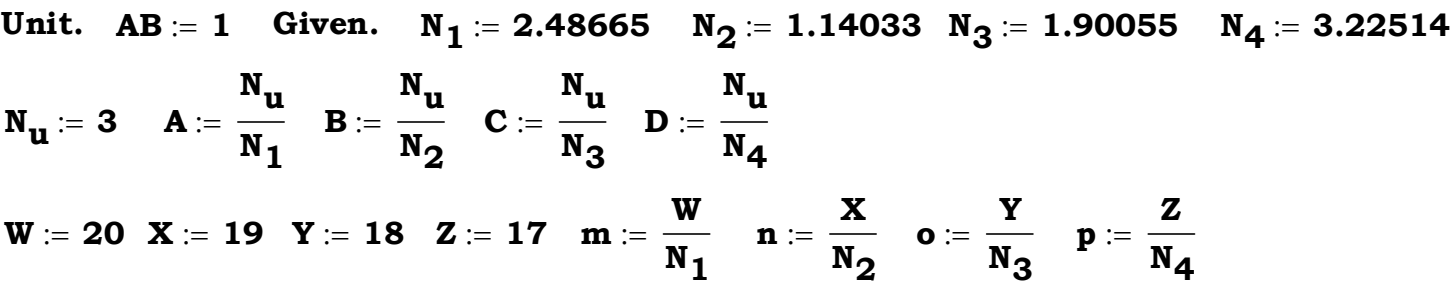 Unit. AB := 1 Given. N₁ := 2.48665 N₂ := 1.14033 N₃ := 1.90055 N₄ := 3.22514
Nᵤ := 3 A := Nᵤ/N₁ B := Nᵤ/N₂ C := Nᵤ/N₃ D := Nᵤ/N₄
W := 20 X := 19 Y := 18 Z := 17 m := W/N₁ n := X/N₂ o := Y/N₃ p := Z/N₄